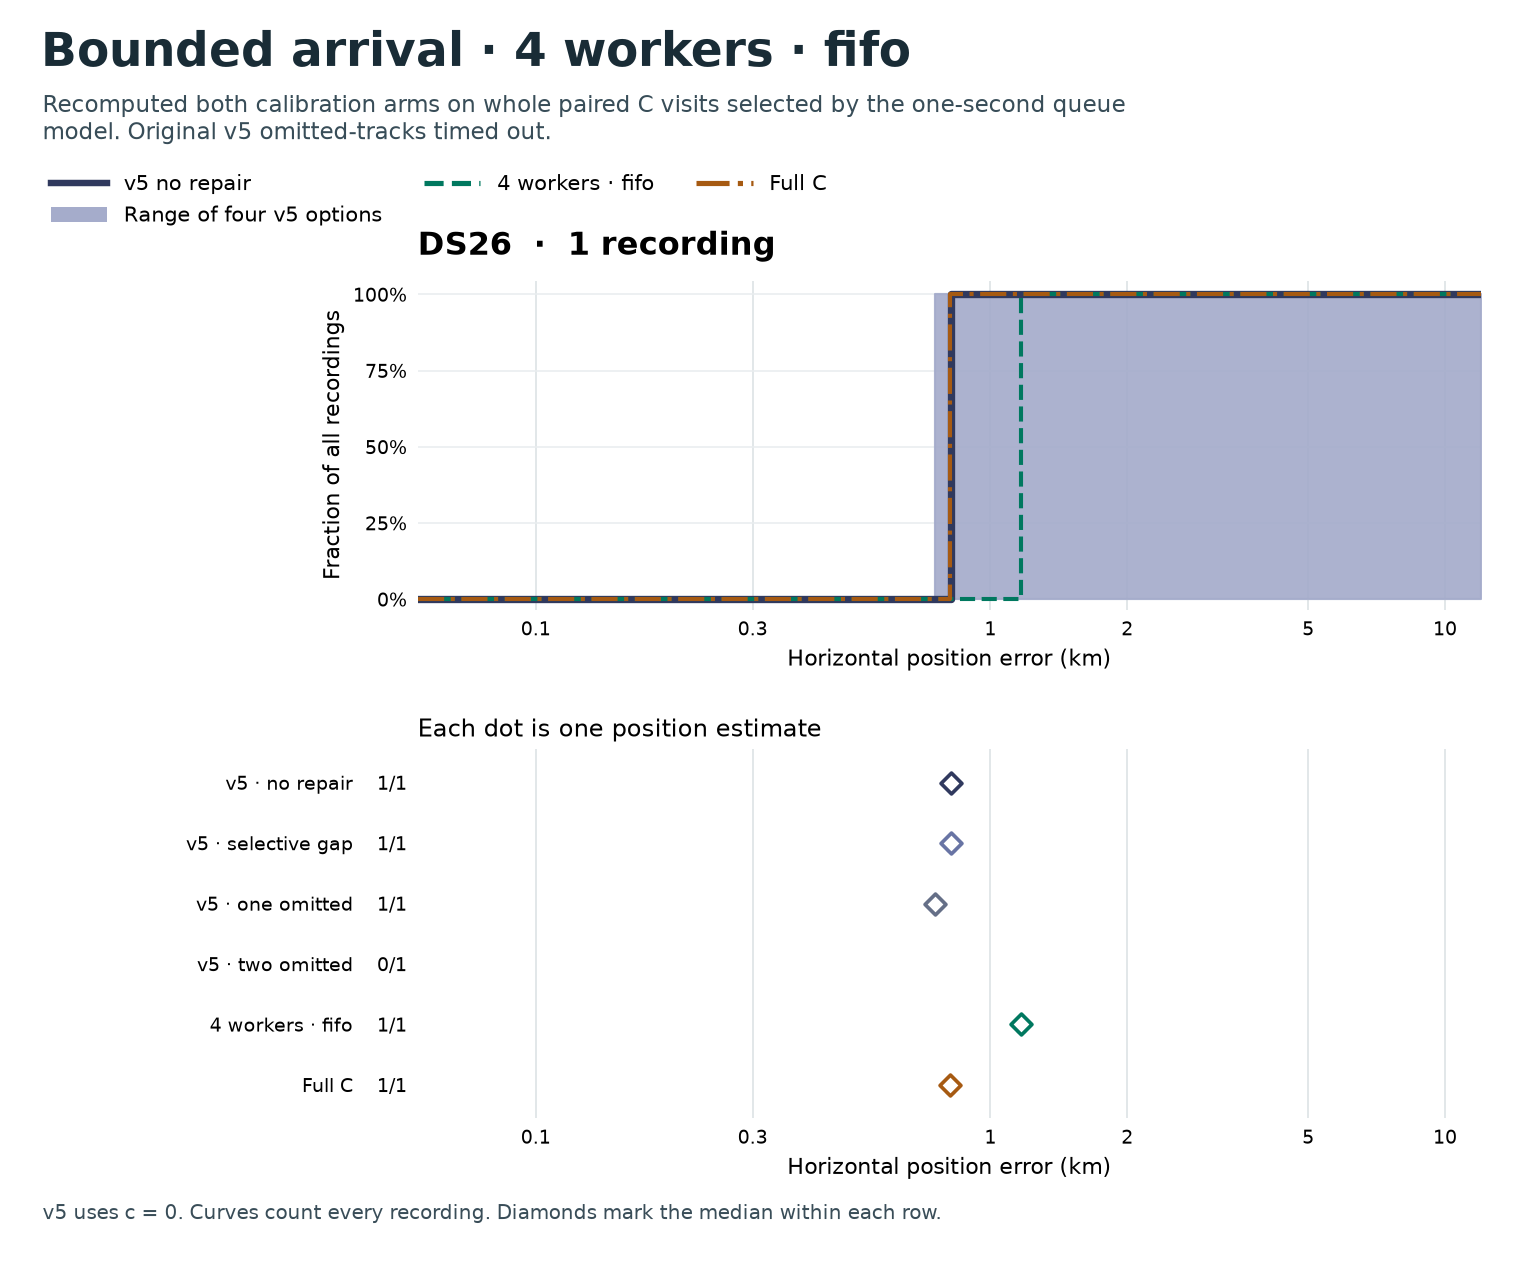 Bounded arrival · 4 workers · fifo
Recomputed both calibration arms on whole paired C visits selected by the one-second queue
model. Original v5 omitted-tracks timed out.
v5 no repair
4 workers · fifo
Full C
Range of four v5 options
DS26 · 1 recording
Fraction of all recordings
100%
75%
50%
25%
0%
0.1 0.3 1 2 5 10
Horizontal position error (km)
Each dot is one position estimate
v5 · no repair 1/1
v5 · selective gap 1/1
v5 · one omitted 1/1
v5 · two omitted 0/1
4 workers · fifo 1/1
Full C 1/1
0.1 0.3 1 2 5 10
Horizontal position error (km)
v5 uses c = 0. Curves count every recording. Diamonds mark the median within each row.